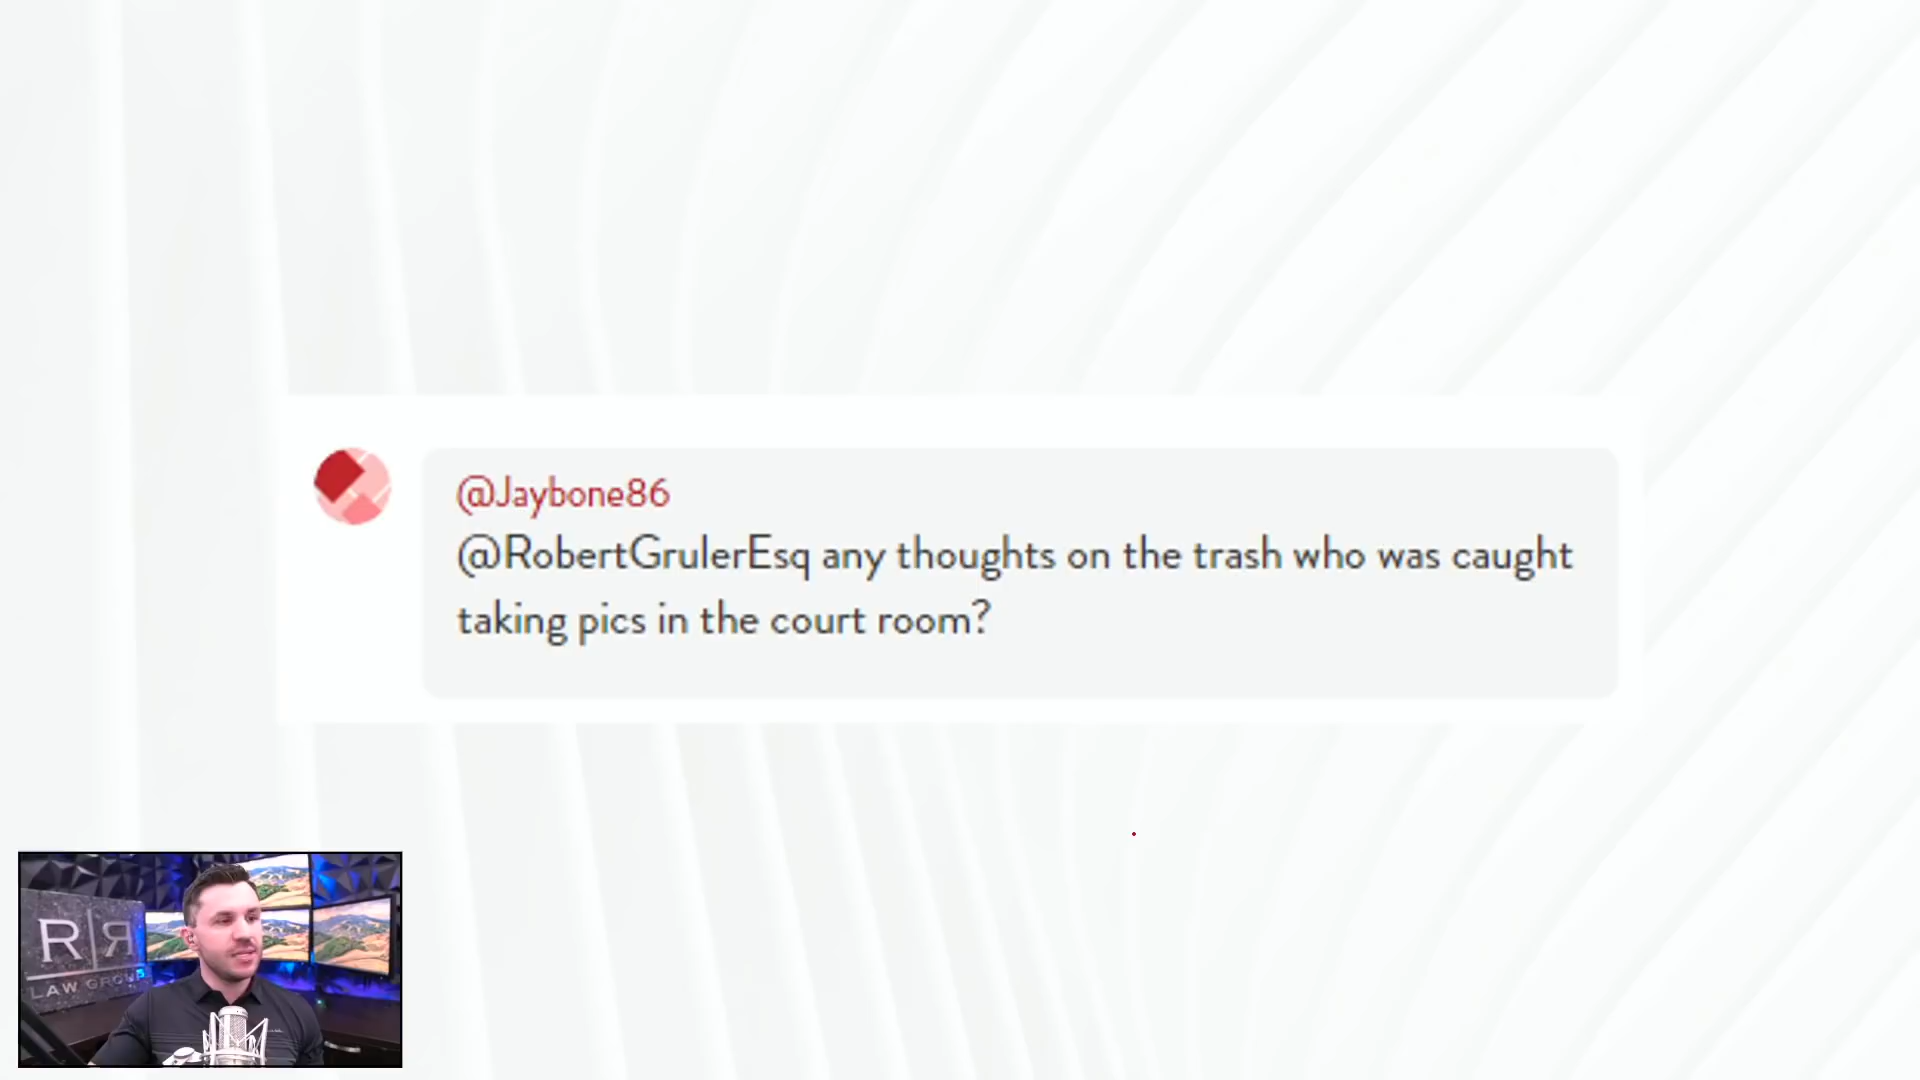 @Jaybone86
@RobertGrulerEsq any thoughts on the trash who was caught
taking pics in the court room?
R|R
LAW GROUP